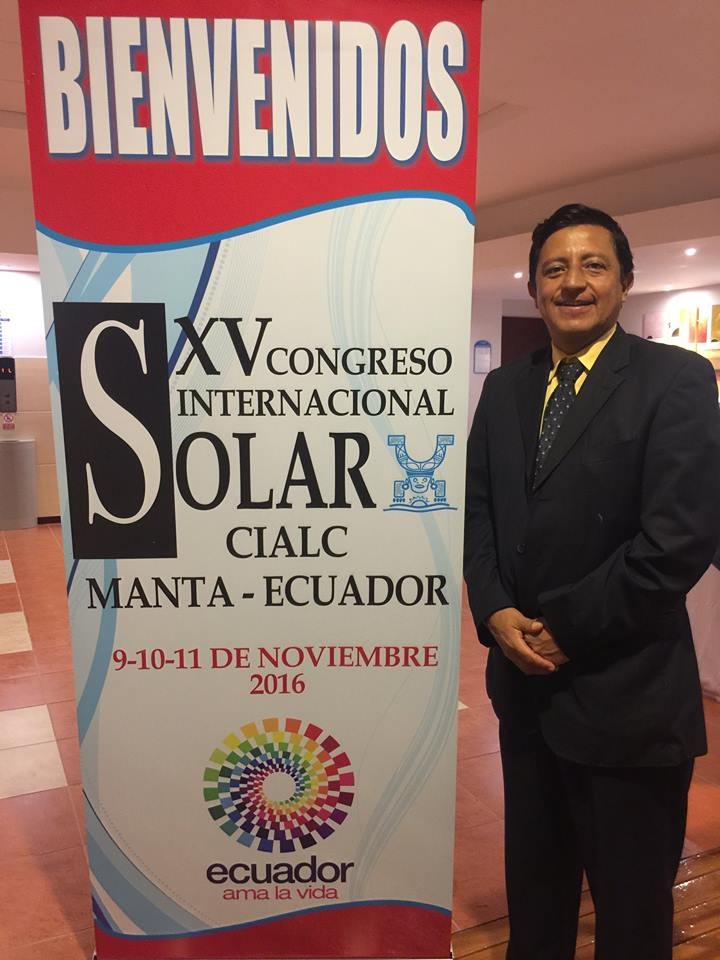 BIENVENIDOS
XV CONGRESO
INTERNACIONAL
SOLAR
CIALC
MANTA - ECUADOR
9-10-11 DE NOVIEMBRE
2016
ecuador
ama la vida